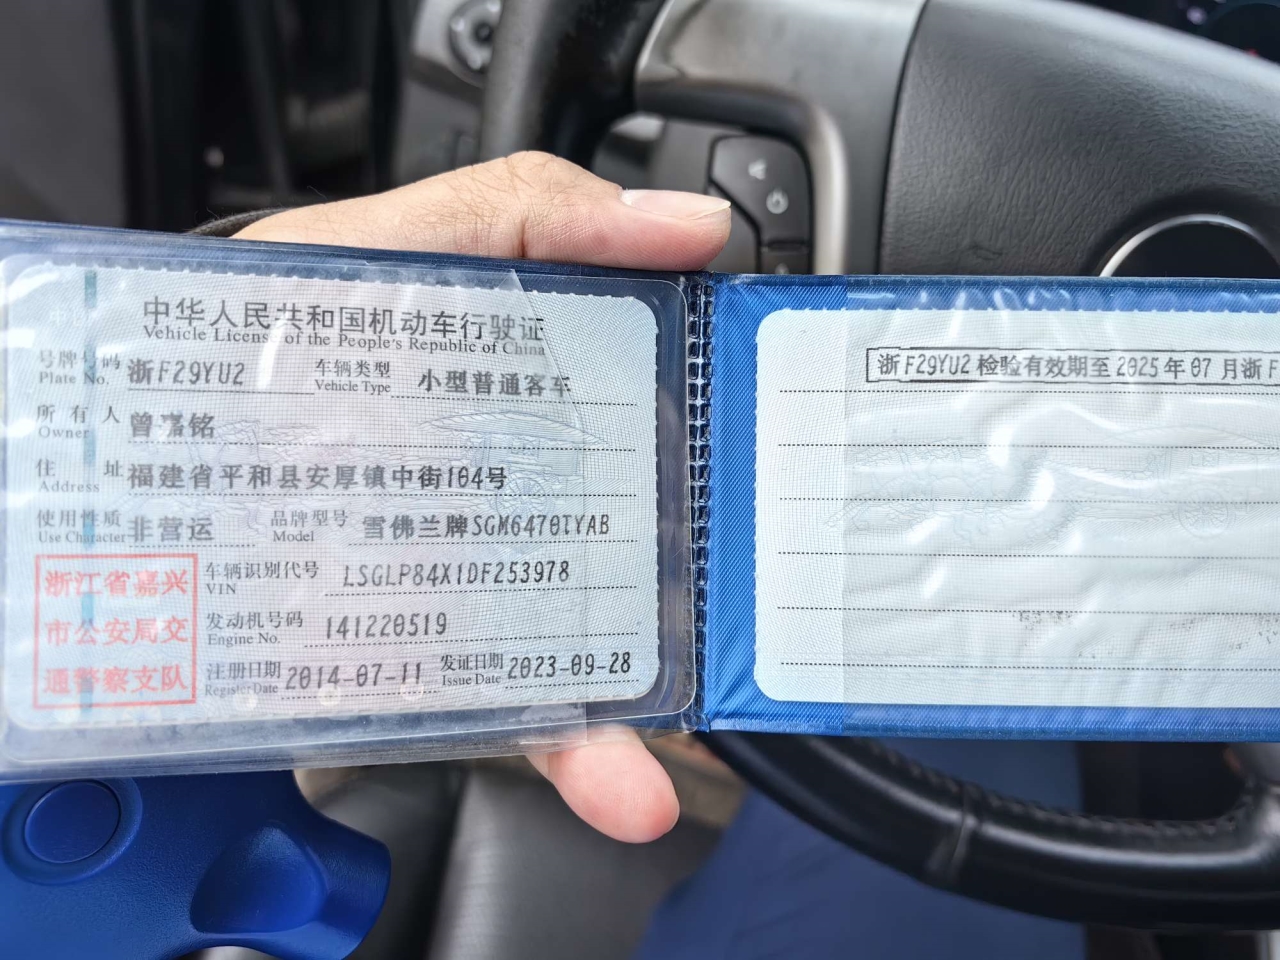 中华人民共和国机动车行驶证
Vehicle License of the People's Republic of China
号牌号码 浙F29YU2 车辆类型 小型普通客车
Plate No. Vehicle Type
所有人 曾嘉铭
Owner
住址 福建省平和县安厚镇中街104号
Address
使用性质 非营运 品牌型号 雪佛兰牌SGM6470TYAB
Use Character Model
浙江省嘉兴
市公安局交
通警察支队
车辆识别代号 LSGLP84X1DF253978
VIN
发动机号码 141220519
Engine No.
注册日期 2014-07-11 发证日期 2023-09-28
Register Date Issue Date
浙F29YU2 检验有效期至 2025年07月浙F